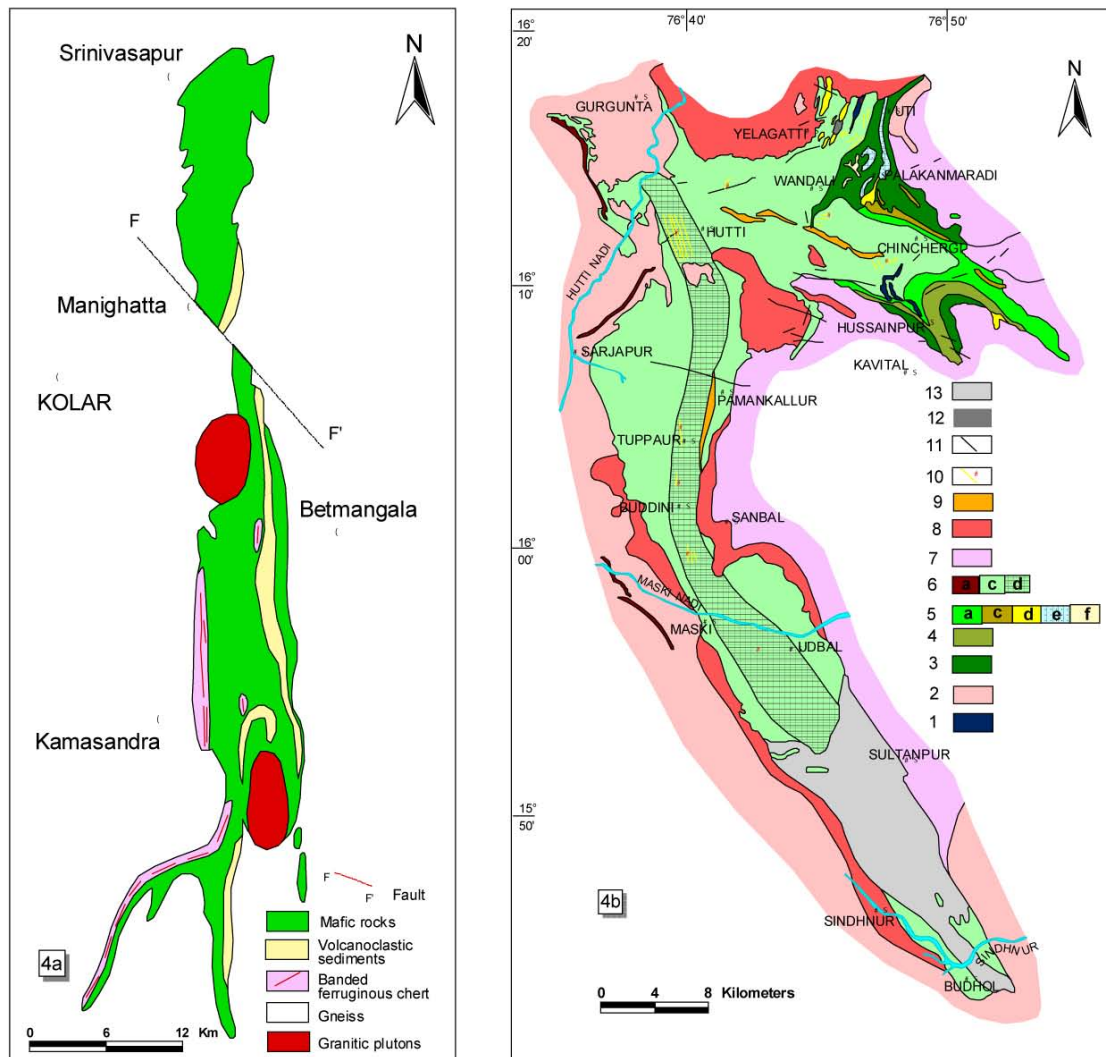 Srinivasapur
N
F
Manighatta
KOLAR
F'
Betmangala
Kamasandra
F
F'
Fault
Mafic rocks
Volcanoclastic
sediments
Banded
ferruginous chert
Gneiss
Granitic plutons
4a
0 6 12 Km
76°40' 76°50'
16°
20'
N
GURGUNTA
UTI
YELAGATTI
WANDALI
PALAKANMARADI
HUTTI
CHINCHERGI
HUTTI NADI
16°
10'
HUSSAINPUR
SARJAPUR
KAVITAL
PAMANKALLUR
TUPPAUR
BUDDINI
SANBAL
16°
00'
MASKI NADI
MASKI
UDBAL
SULTANPUR
15°
50'
SINDHNUR
SINDHNUR
BUDHOL
13
12
11
10
9
8
7
6 a c d
5 a c d e f
4
3
2
1
4b
0 4 8 Kilometers